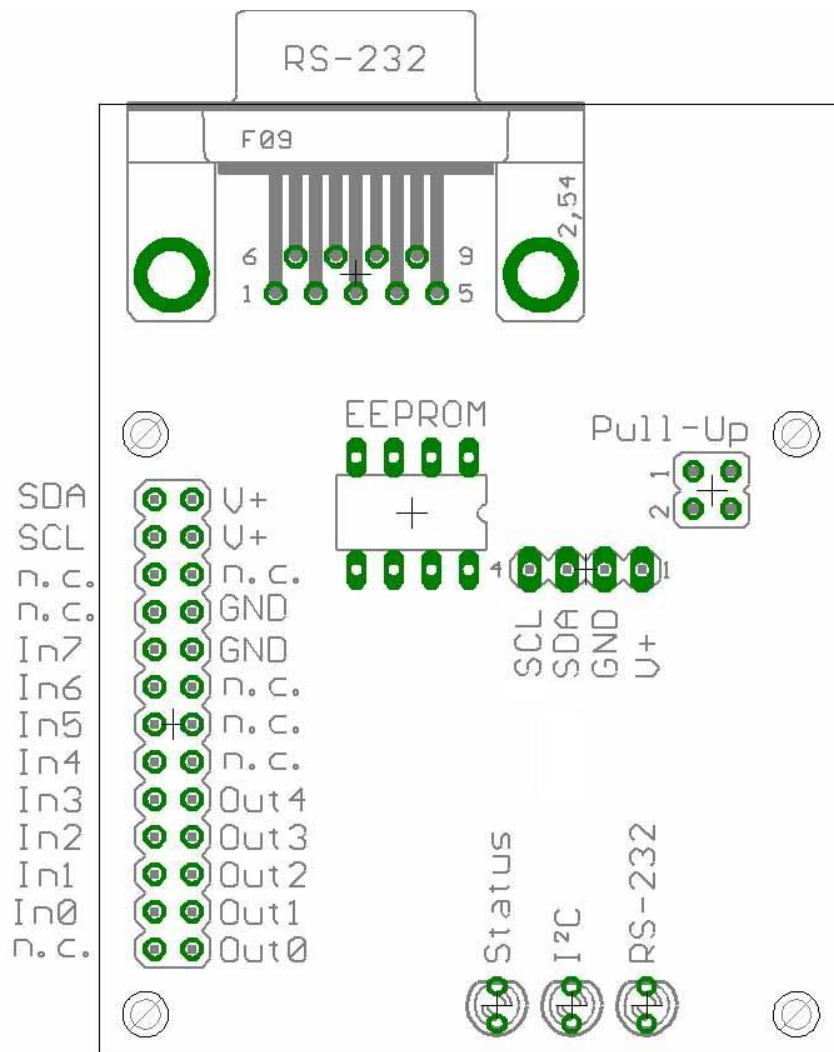 RS-232
F09
2,54
6 9
1 5
EEPROM
Pull-Up
1
2
SDA V+
SCL V+
n.c. n.c.
n.c. GND
In7 GND
In6 n.c.
In5 n.c.
In4 n.c.
In3 Out4
In2 Out3
In1 Out2
In0 Out1
n.c. Out0
4 1
SCL
SDA
GND
V+
Status
I²C
RS-232